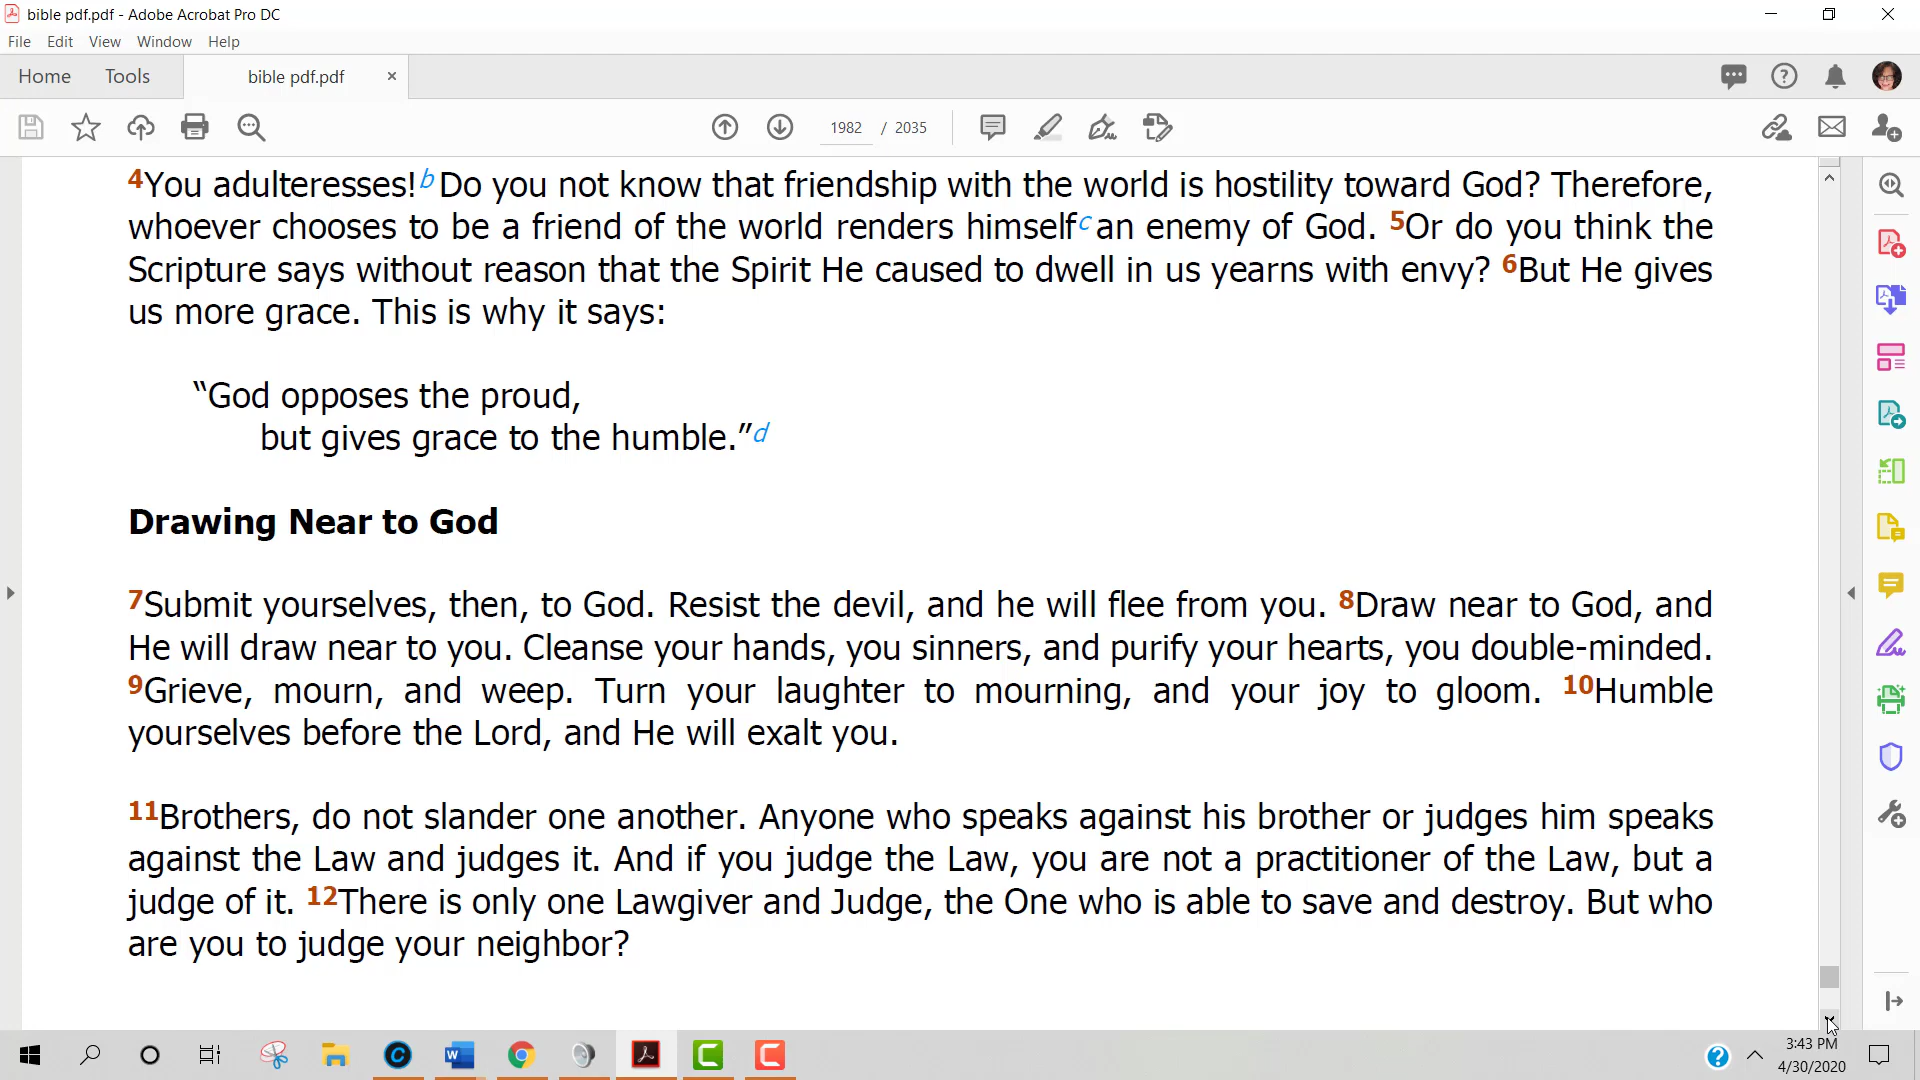 bible pdf.pdf - Adobe Acrobat Pro DC
File Edit View Window Help
Home Tools bible pdf.pdf ×
1982 / 2035
4You adulteresses!b Do you not know that friendship with the world is hostility toward God? Therefore,
whoever chooses to be a friend of the world renders himselfc an enemy of God. 5Or do you think the
Scripture says without reason that the Spirit He caused to dwell in us yearns with envy? 6But He gives
us more grace. This is why it says:
“God opposes the proud,
but gives grace to the humble.”d
Drawing Near to God
7Submit yourselves, then, to God. Resist the devil, and he will flee from you. 8Draw near to God, and
He will draw near to you. Cleanse your hands, you sinners, and purify your hearts, you double-minded.
9Grieve, mourn, and weep. Turn your laughter to mourning, and your joy to gloom. 10Humble
yourselves before the Lord, and He will exalt you.
11Brothers, do not slander one another. Anyone who speaks against his brother or judges him speaks
against the Law and judges it. And if you judge the Law, you are not a practitioner of the Law, but a
judge of it. 12There is only one Lawgiver and Judge, the One who is able to save and destroy. But who
are you to judge your neighbor?
3:43 PM
4/30/2020